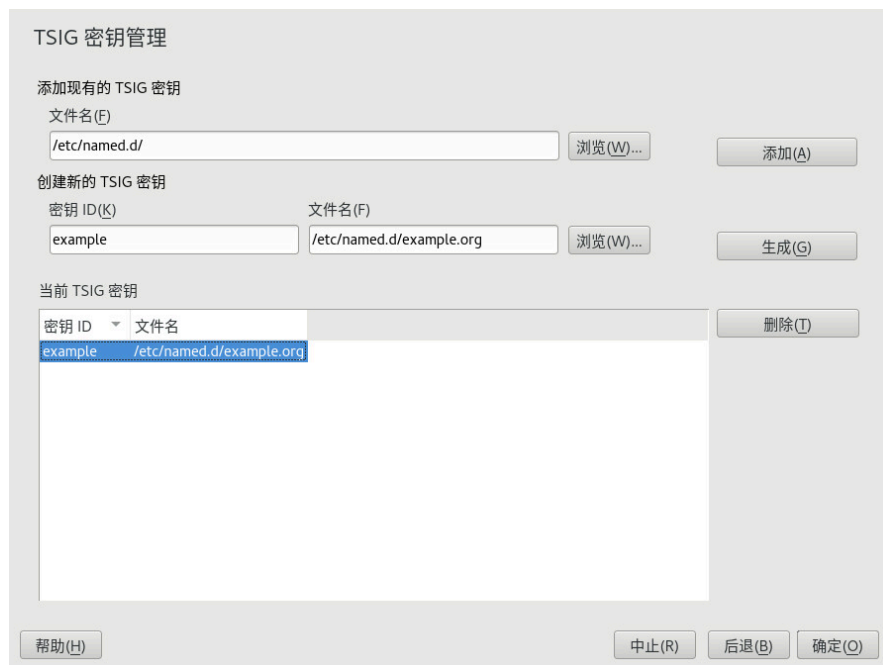 TSIG 密钥管理
添加现有的 TSIG 密钥
文件名(F)
/etc/named.d/ 浏览(W)... 添加(A)
创建新的 TSIG 密钥
密钥 ID(K) 文件名(F)
example /etc/named.d/example.org 浏览(W)... 生成(G)
当前 TSIG 密钥
密钥 ID 文件名 删除(T)
example /etc/named.d/example.org
帮助(H) 中止(R) 后退(B) 确定(O)